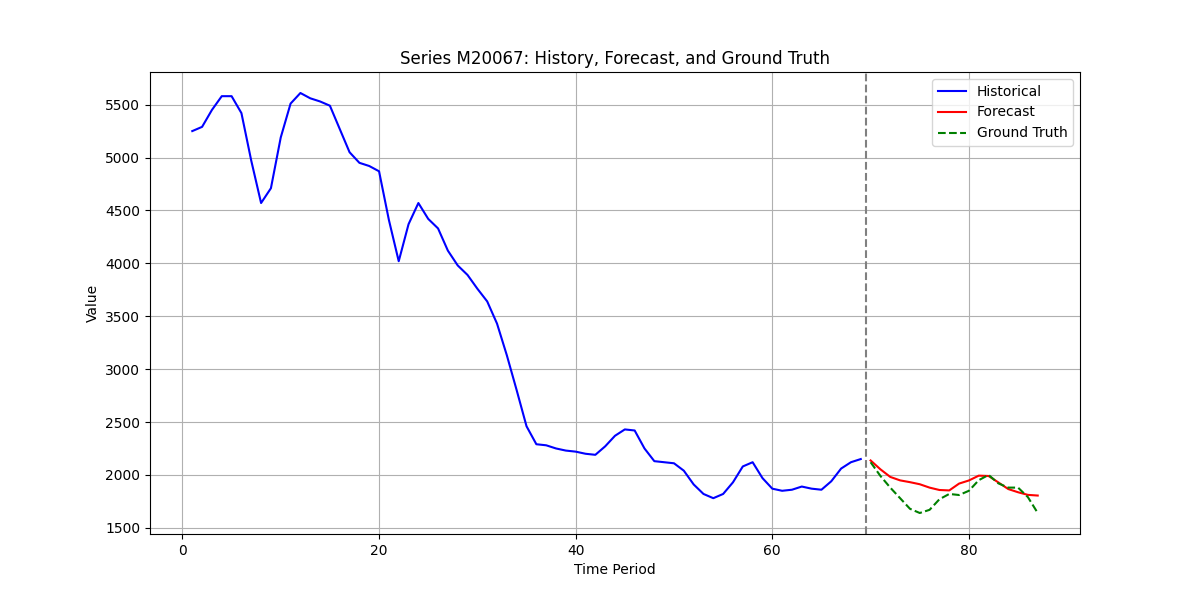 Series M20067: History, Forecast, and Ground Truth
Historical
Forecast
Ground Truth
5500
5000
4500
4000
3500
3000
2500
2000
1500
Value
0 20 40 60 80
Time Period